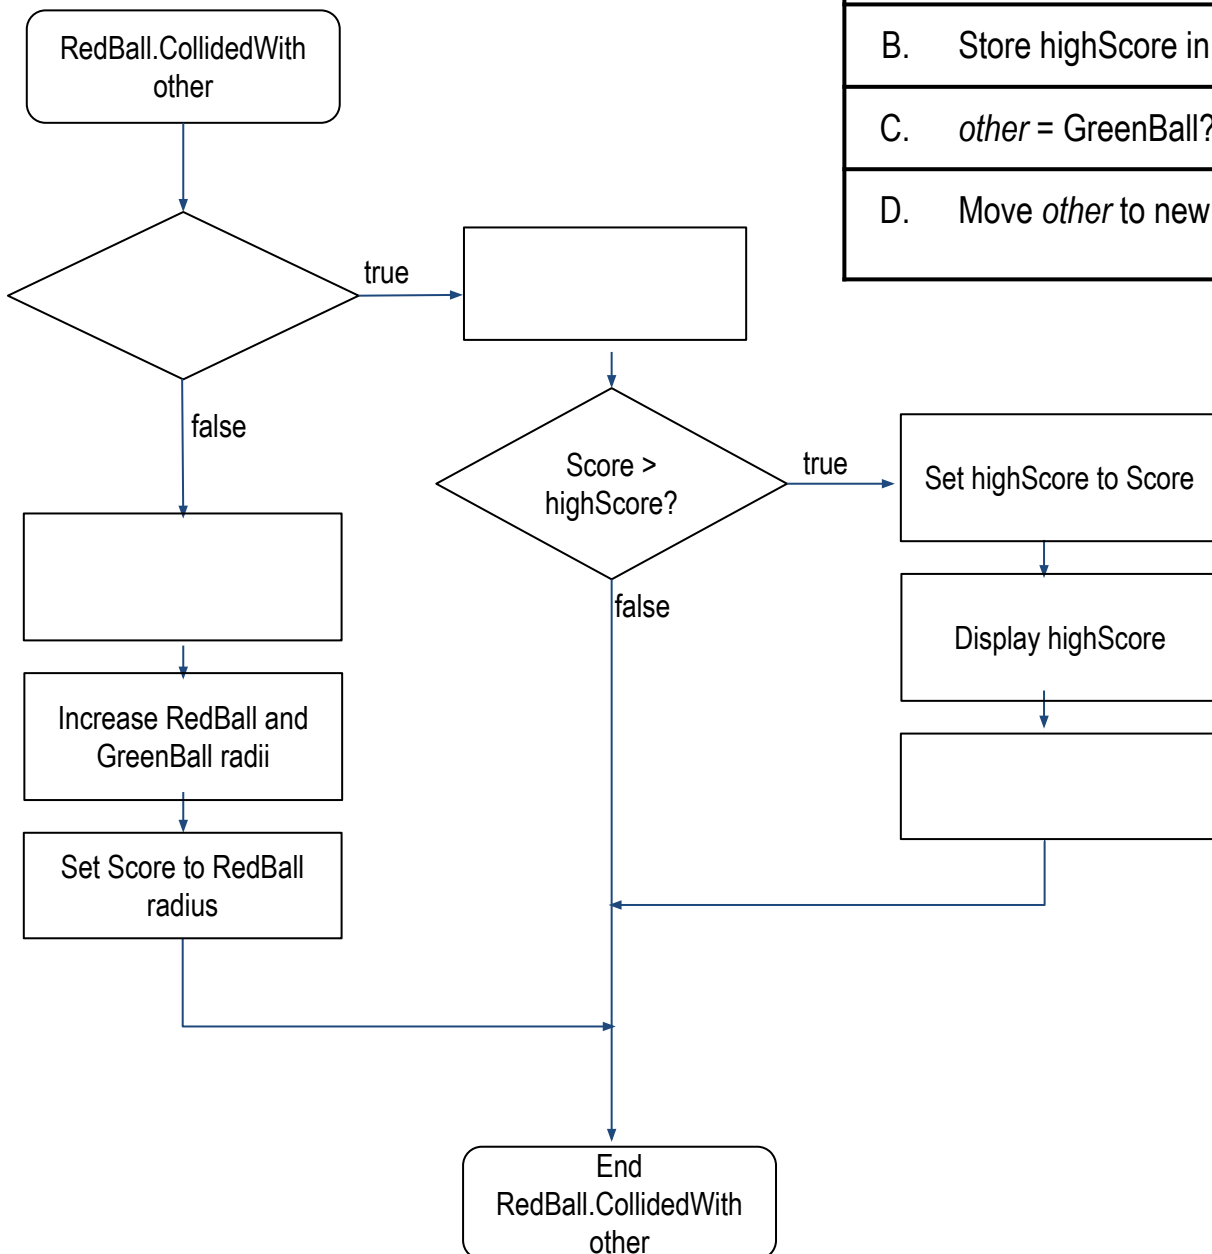 RedBall.CollidedWith
other
B. Store highScore in
C. other = GreenBall?
D. Move other to new
true
false
Score >
highScore?
true
Set highScore to Score
false
Display highScore
Increase RedBall and
GreenBall radii
Set Score to RedBall
radius
End
RedBall.CollidedWith
other